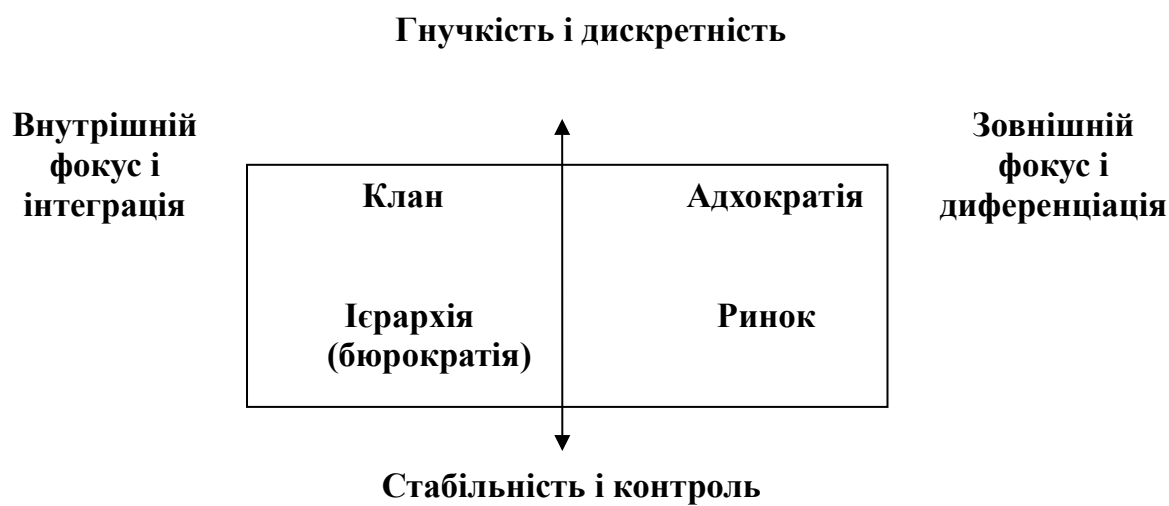 Гнучкість і дискретність
Внутрішній
фокус і
інтеграція
Зовнішній
фокус і
диференціація
Клан
Адхократія
Ієрархія
(бюрократія)
Ринок
Стабільність і контроль